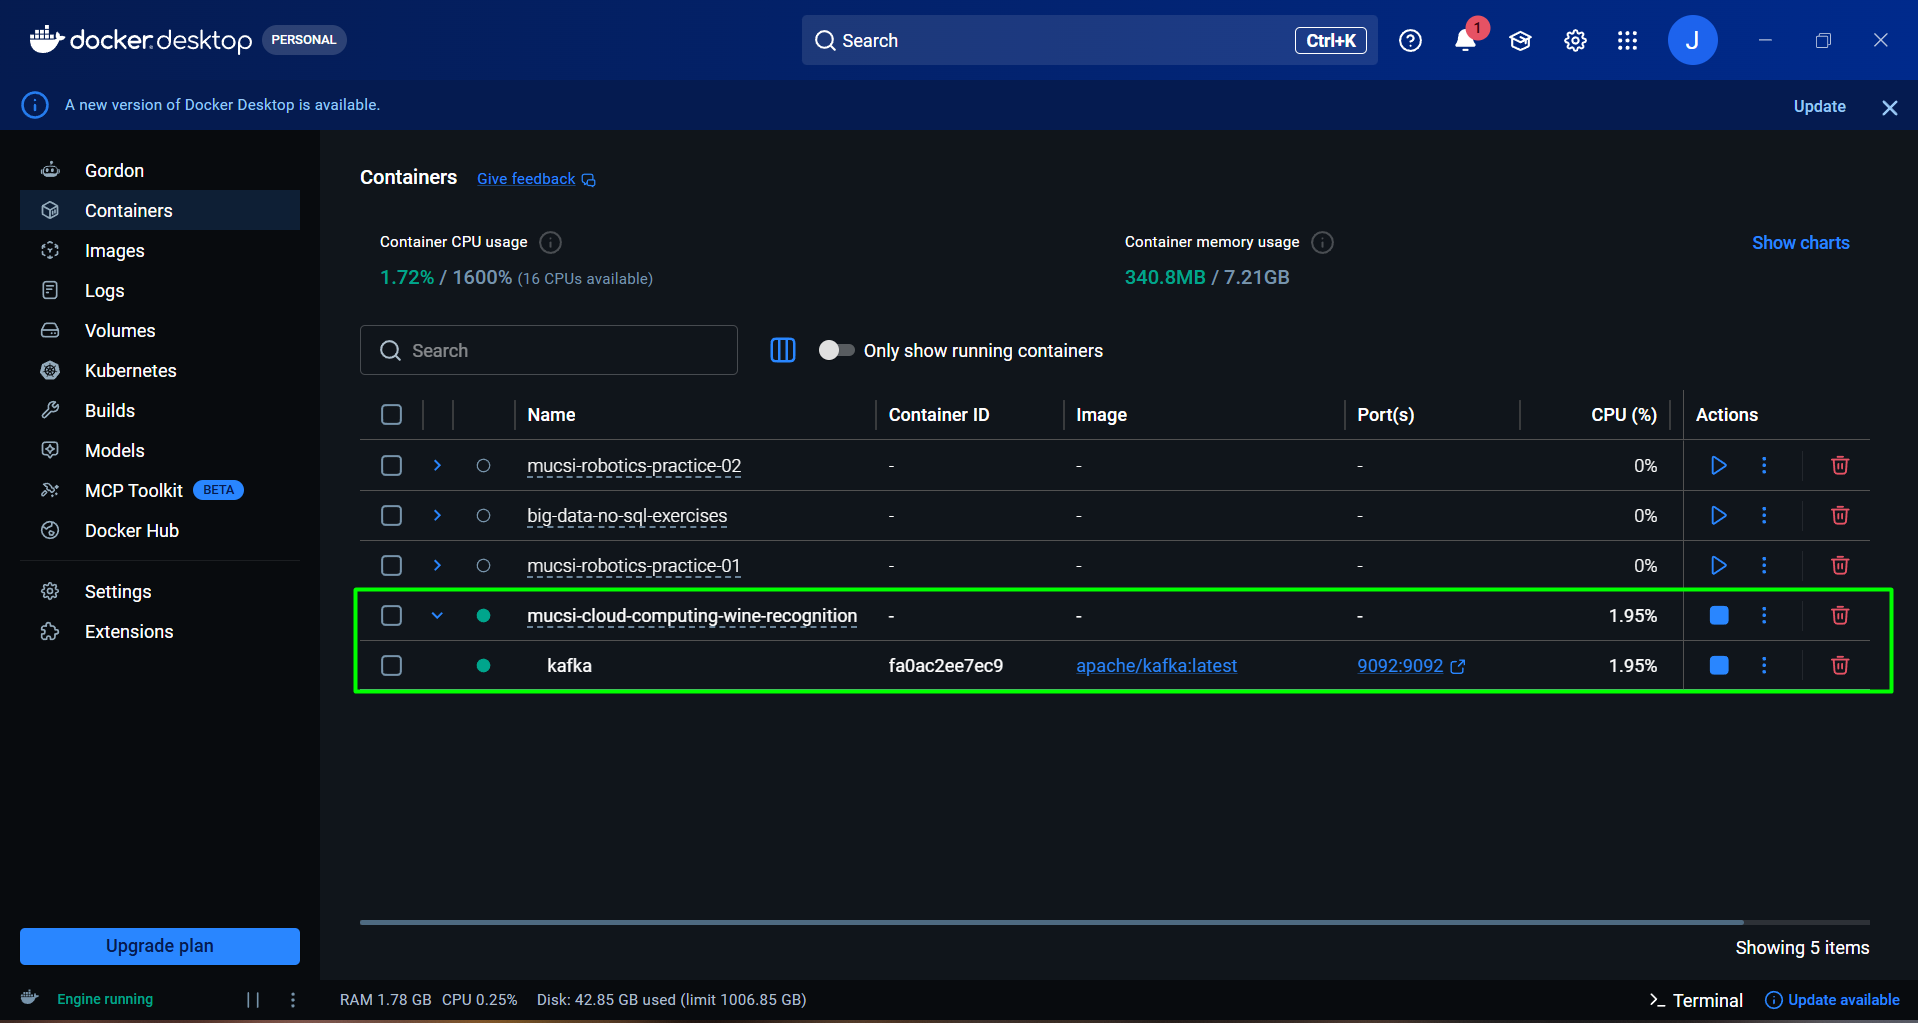 docker.desktop PERSONAL
Search Ctrl+K 1 J
A new version of Docker Desktop is available. Update
Gordon
Containers
Images
Logs
Volumes
Kubernetes
Builds
Models
MCP Toolkit BETA
Docker Hub
Settings
Extensions
Upgrade plan
Containers Give feedback
Container CPU usage
1.72% / 1600% (16 CPUs available)
Container memory usage
340.8MB / 7.21GB
Show charts
Search
Only show running containers
Name Container ID Image Port(s) CPU (%) Actions
mucsi-robotics-practice-02 - - - 0%
big-data-no-sql-exercises - - - 0%
mucsi-robotics-practice-01 - - - 0%
mucsi-cloud-computing-wine-recognition - - - 1.95%
kafka fa0ac2ee7ec9 apache/kafka:latest 9092:9092 1.95%
Showing 5 items
Engine running RAM 1.78 GB CPU 0.25% Disk: 42.85 GB used (limit 1006.85 GB) >_ Terminal Update available